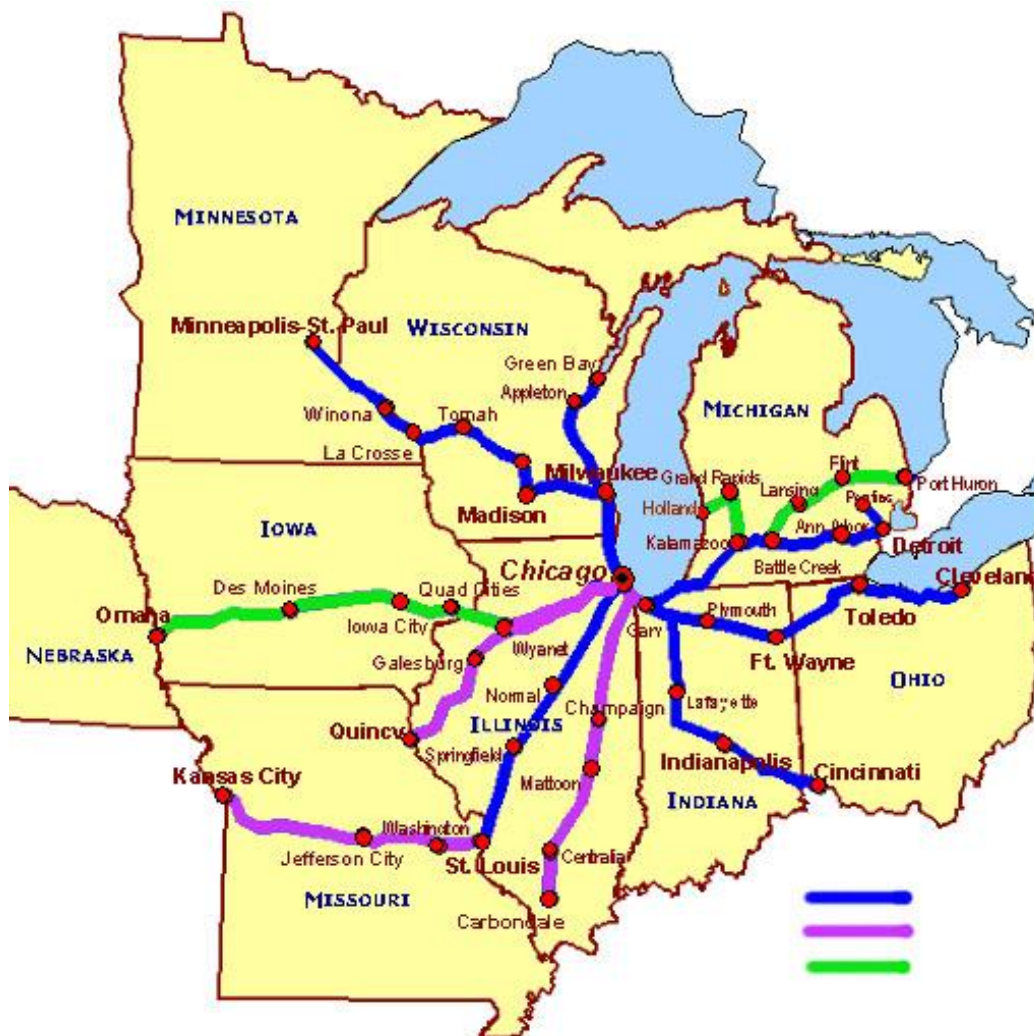 MINNESOTA
Minneapolis-St. Paul
WISCONSIN
Green Bay
Appleton
MICHIGAN
Winona
Tomah
La Crosse
Milwaukee
Madison
Grand Rapids
Flint
Lansing
Port Huron
Holland
Ann Arbor
Kalamazoo
Detroit
Battle Creek
IOWA
Chicago
Cleveland
Des Moines
Quad Cities
Omaha
Iowa City
Gary
Plymouth
Toledo
Wyanet
Ft. Wayne
NEBRASKA
Galesburg
OHIO
Normal
Lafayette
Champaign
Quincy
ILLINOIS
Springfield
Indianapolis
Kansas City
Mattoon
Cincinnati
INDIANA
Washington
Jefferson City
St. Louis
Centralia
MISSOURI
Carbondale